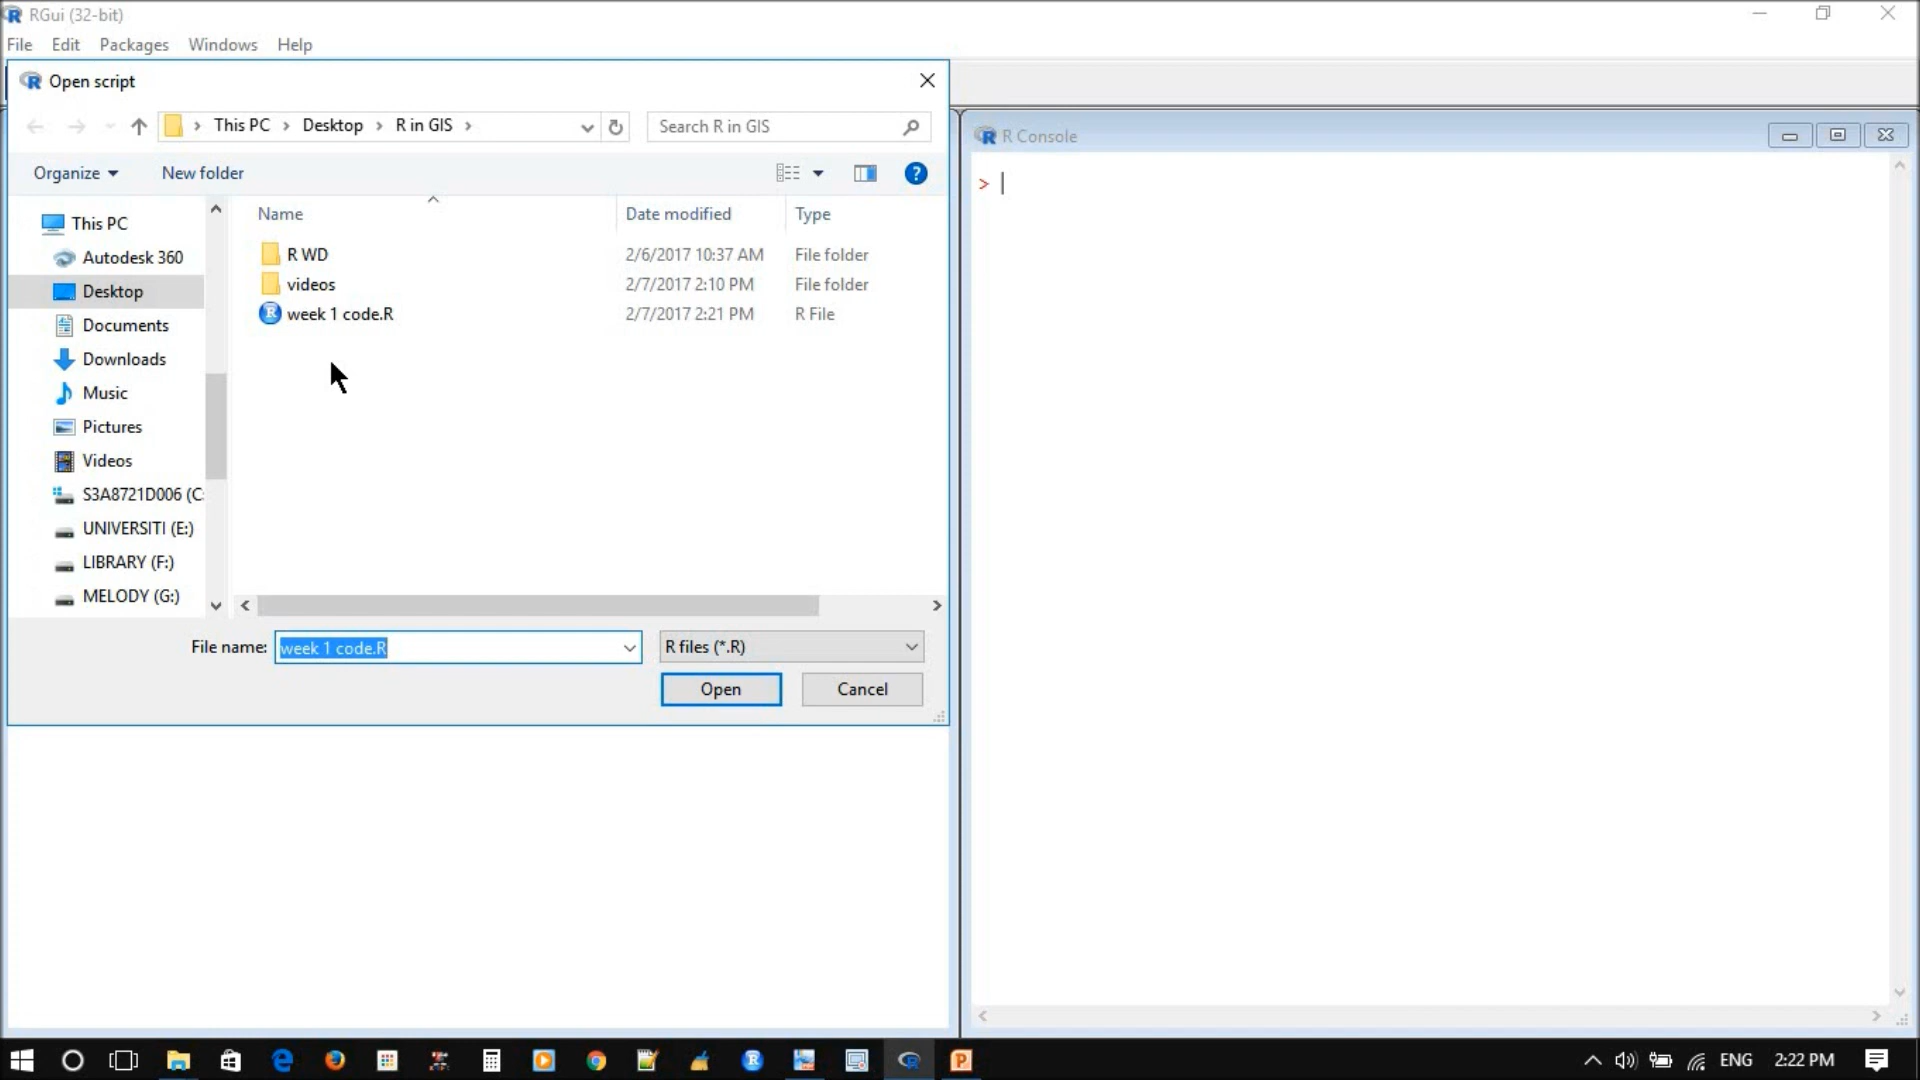 RGui (32-bit)
File Edit Packages Windows Help
Open script
This PC Desktop R in GIS
Search R in GIS
Organize New folder
Name Date modified Type
This PC
Autodesk 360
Desktop
Documents
Downloads
Music
Pictures
Videos
S3A8721D006 (C:
UNIVERSITI (E:)
LIBRARY (F:)
MELODY (G:)
R WD 2/6/2017 10:37 AM File folder
videos 2/7/2017 2:10 PM File folder
week 1 code.R 2/7/2017 2:21 PM R File
File name: week 1 code.R R files (*.R)
Open Cancel
R Console
>
ENG 2:22 PM